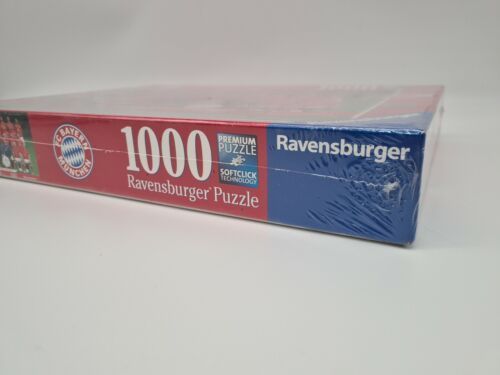 FC BAYERN
MÜNCHEN
1000
Ravensburger® Puzzle
PREMIUM
PUZZLE
SOFTCLICK
TECHNOLOGY
Ravensburger